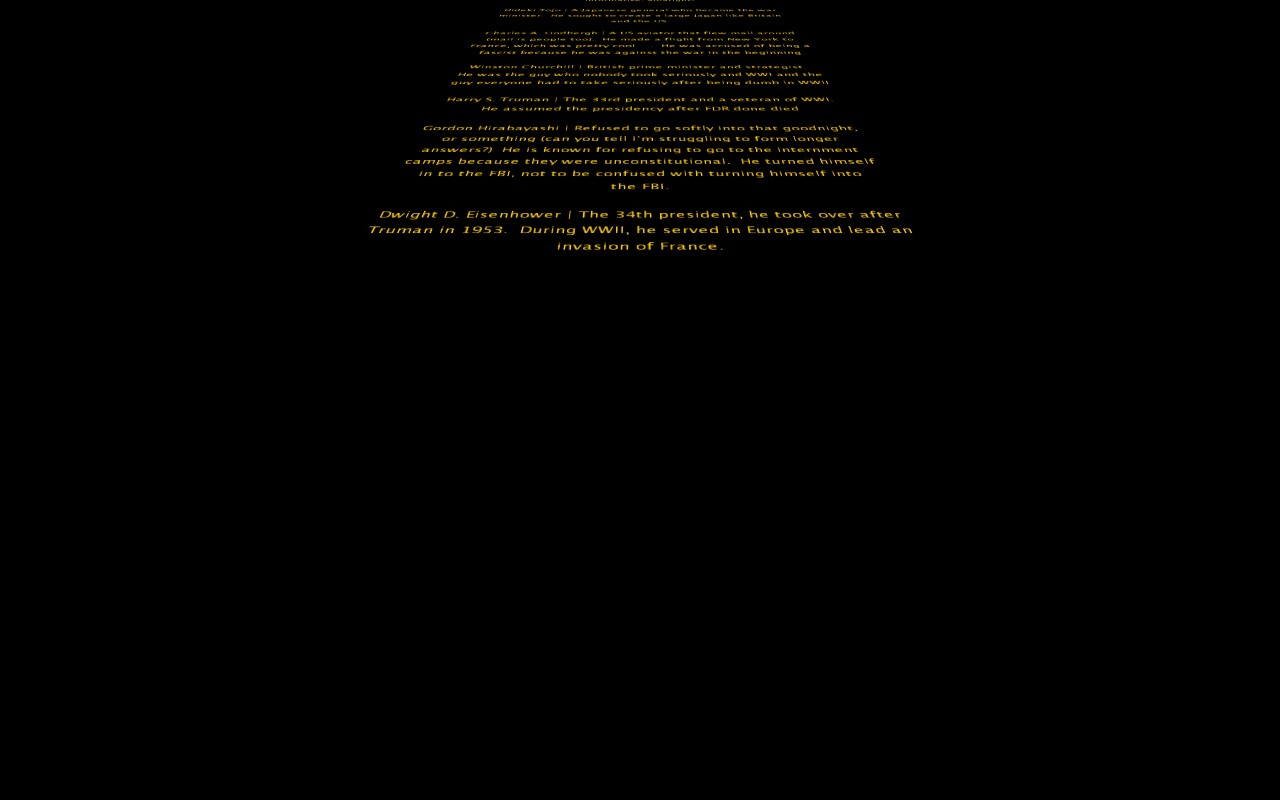 Hideki Tojo | A Japanese general who became the war
minister. He sought to create a large Japan like Britain
and the US
Charles A. Lindbergh | A US aviator that flew mail around
(mail is people too). He made a flight from New York to
France, which was pretty cool. He was accused of being a
fascist because he was against the war in the beginning
Winston Churchill | British prime minister and strategist.
He was the guy who nobody took seriously and WWI and the
guy everyone had to take seriously after being dumb in WWII
Harry S. Truman | The 33rd president and a veteran of WWI.
He assumed the presidency after FDR done died
Gordon Hirabayashi | Refused to go softly into that goodnight,
or something (can you tell I'm struggling to form longer
answers?) He is known for refusing to go to the internment
camps because they were unconstitutional. He turned himself
in to the FBI, not to be confused with turning himself into
the FBI.
Dwight D. Eisenhower | The 34th president, he took over after
Truman in 1953. During WWII, he served in Europe and lead an
invasion of France.